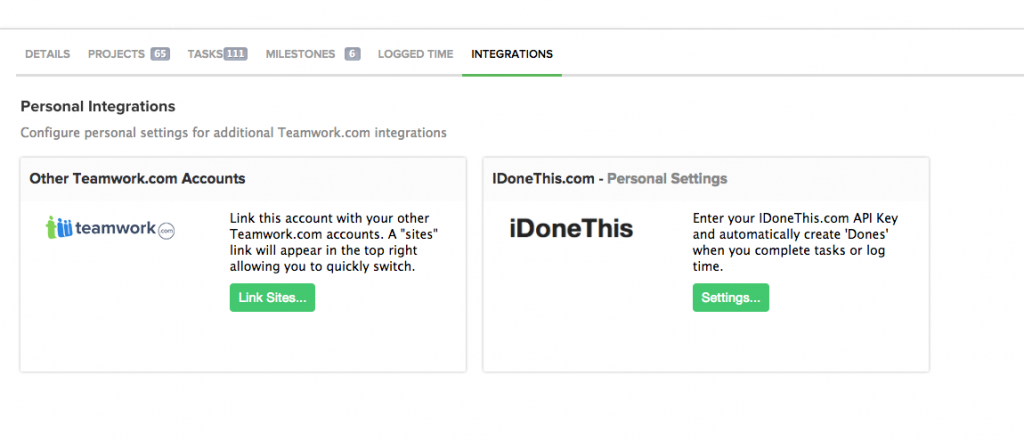 DETAILS PROJECTS 65 TASKS 111 MILESTONES 6 LOGGED TIME INTEGRATIONS
Personal Integrations
Configure personal settings for additional Teamwork.com integrations
Other Teamwork.com Accounts
teamwork.com
Link this account with your other
Teamwork.com accounts. A "sites"
link will appear in the top right
allowing you to quickly switch.
Link Sites...
IDoneThis.com - Personal Settings
iDoneThis
Enter your IDoneThis.com API Key
and automatically create 'Dones'
when you complete tasks or log
time.
Settings...